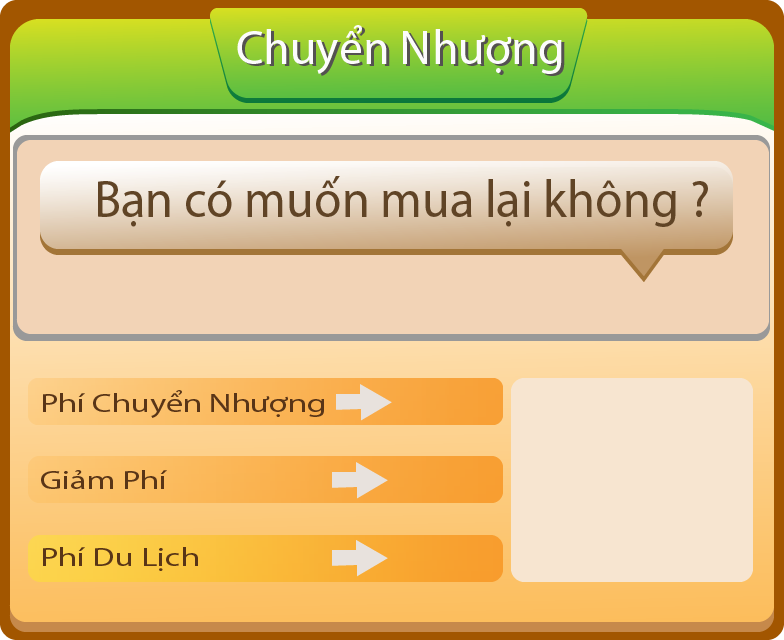 Chuyển Nhượng
Bạn có muốn mua lại không ?
Phí Chuyển Nhượng
Giảm Phí
Phí Du Lịch